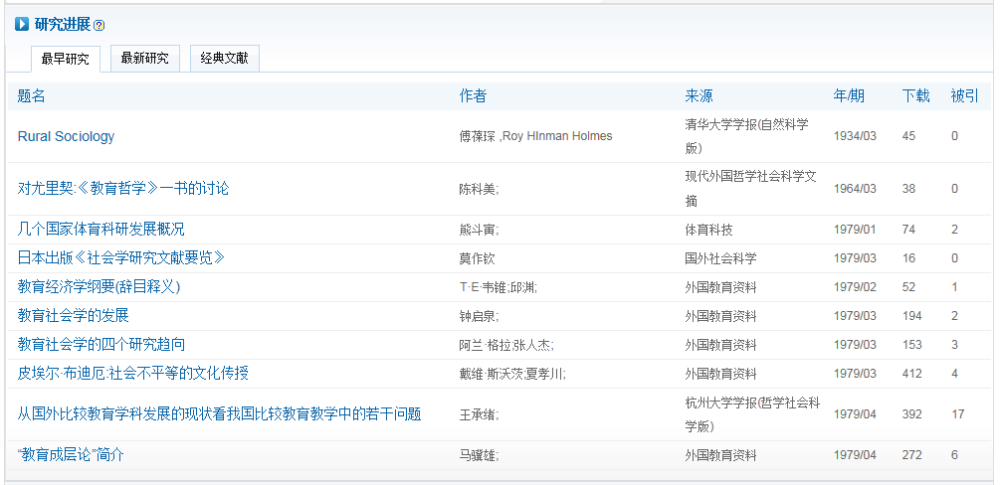 研究进展
最早研究 最新研究 经典文献
题名 作者 来源 年/期 下载 被引
Rural Sociology 傅葆琛 ,Roy HInman Holmes 清华大学学报(自然科学
版) 1934/03 45 0
对尤里契:《教育哲学》一书的讨论 陈科美; 现代外国哲学社会科学文
摘 1964/03 38 0
几个国家体育科研发展概况 熊斗寅; 体育科技 1979/01 74 2
日本出版《社会学研究文献要览》 莫作钦 国外社会科学 1979/03 16 0
教育经济学纲要(辞目释义) T·E·韦锥;邱渊; 外国教育资料 1979/02 52 1
教育社会学的发展 钟启泉; 外国教育资料 1979/03 194 2
教育社会学的四个研究趋向 阿兰·格拉,张人杰; 外国教育资料 1979/03 153 3
皮埃尔·布迪厄:社会不平等的文化传授 戴维·斯沃茨;夏孝川; 外国教育资料 1979/03 412 4
从国外比较教育学科发展的现状看我国比较教育教学中的若干问题 王承绪; 杭州大学学报(哲学社会科
学版) 1979/04 392 17
“教育成层论”简介 马骥雄; 外国教育资料 1979/04 272 6